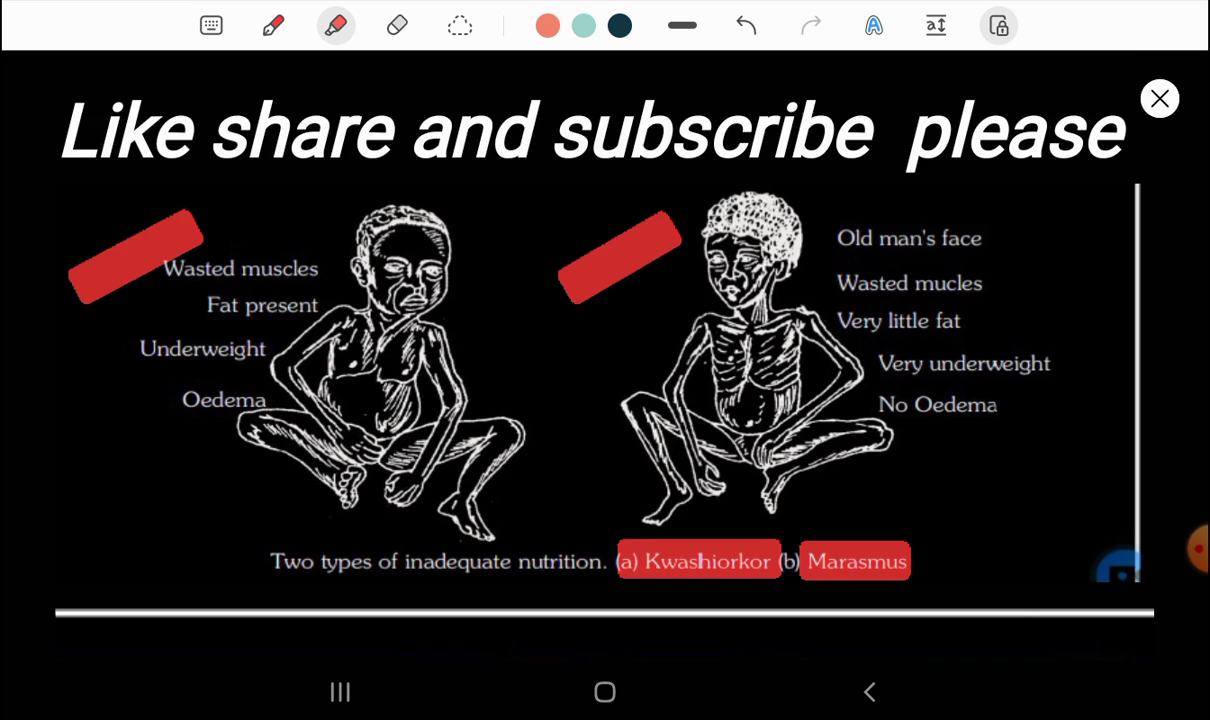 Like share and subscribe please
Wasted muscles
Fat present
Underweight
Oedema
Old man's face
Wasted mucles
Very little fat
Very underweight
No Oedema
Two types of inadequate nutrition. (a) Kwashiorkor (b) Marasmus